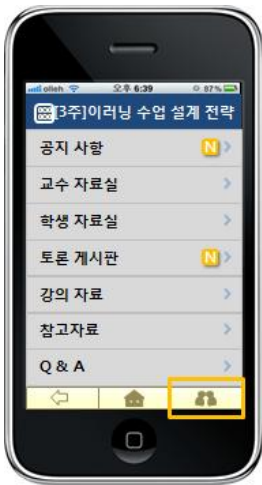 olleh 오후 6:39 87%
[3주]이러닝 수업 설계 전략
공지 사항 N
교수 자료실
학생 자료실
토론 게시판 N
강의 자료
참고자료
Q & A